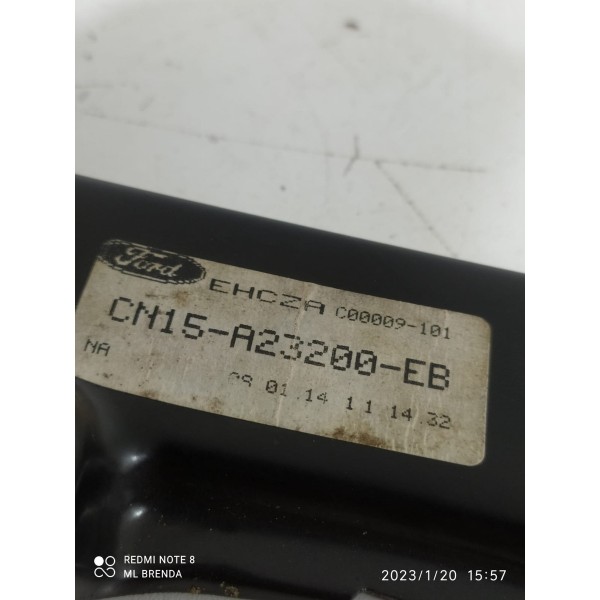 Ford
EHCZA C00009-101
CN15-A23200-EB
NA
09 01.14 11 14.32
REDMI NOTE 8
ML BRENDA
2023/1/20 15:57